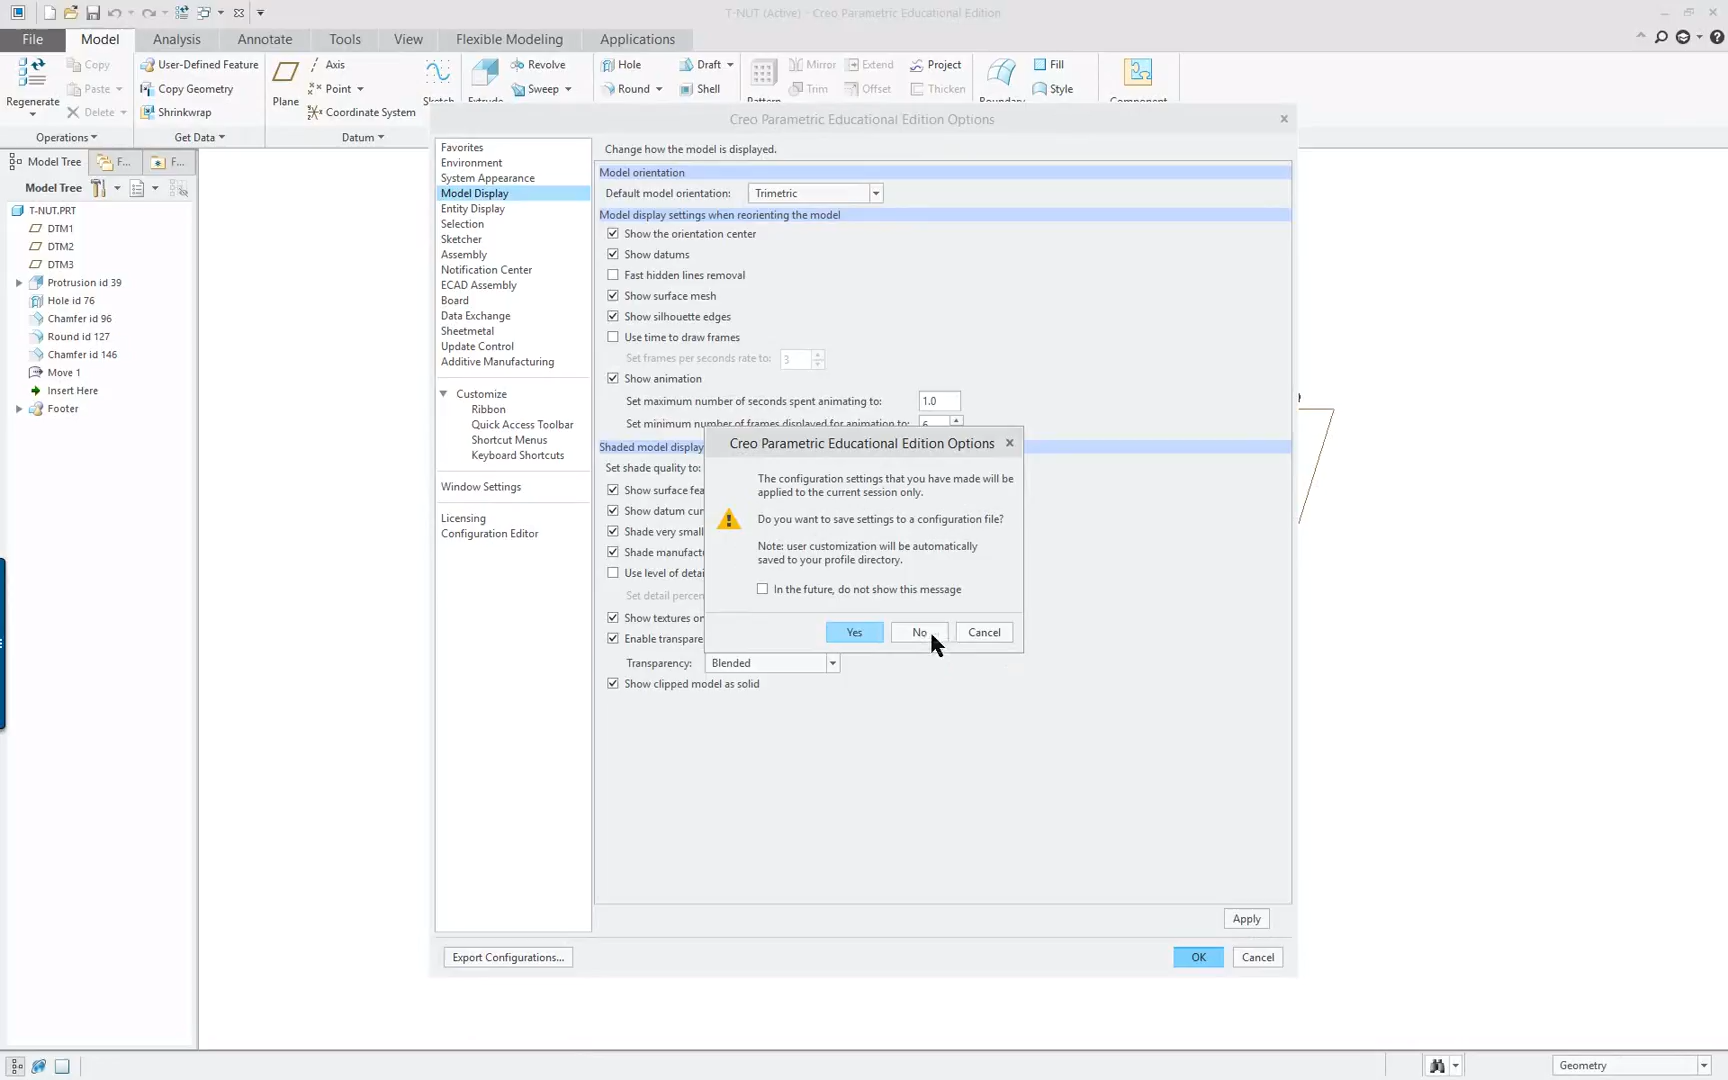 T-NUT (Active) - Creo Parametric Educational Edition
File
Model
Analysis
Annotate
Tools
View
Flexible Modeling
Applications
Regenerate
Copy
Paste
Delete
Operations
User-Defined Feature
Copy Geometry
Shrinkwrap
Get Data
Plane
Axis
Point
Coordinate System
Datum
Revolve
Sweep
Hole
Round
Draft
Shell
Mirror
Trim
Extend
Offset
Project
Thicken
Fill
Style
Model Tree
F...
F...
Model Tree
T-NUT.PRT
DTM1
DTM2
DTM3
Protrusion id 39
Hole id 76
Chamfer id 96
Round id 127
Chamfer id 146
Move 1
Insert Here
Footer
Creo Parametric Educational Edition Options
Favorites
Environment
System Appearance
Model Display
Entity Display
Selection
Sketcher
Assembly
Notification Center
ECAD Assembly
Board
Data Exchange
Sheetmetal
Update Control
Additive Manufacturing
Customize
Ribbon
Quick Access Toolbar
Shortcut Menus
Keyboard Shortcuts
Window Settings
Licensing
Configuration Editor
Change how the model is displayed.
Model orientation
Default model orientation: Trimetric
Model display settings when reorienting the model
Show the orientation center
Show datums
Fast hidden lines removal
Show surface mesh
Show silhouette edges
Use time to draw frames
Set frames per seconds rate to: 3
Show animation
Set maximum number of seconds spent animating to: 1.0
Set minimum number of frames displayed for animation to: 6
Shaded model display
Set shade quality to:
Show surface fea
Show datum cur
Shade very small
Shade manufact
Use level of detai
Set detail percen
Show textures on
Enable transpare
Transparency: Blended
Show clipped model as solid
Creo Parametric Educational Edition Options
The configuration settings that you have made will be
applied to the current session only.
Do you want to save settings to a configuration file?
Note: user customization will be automatically
saved to your profile directory.
In the future, do not show this message
Yes
No
Cancel
Apply
Export Configurations...
OK
Cancel
Geometry